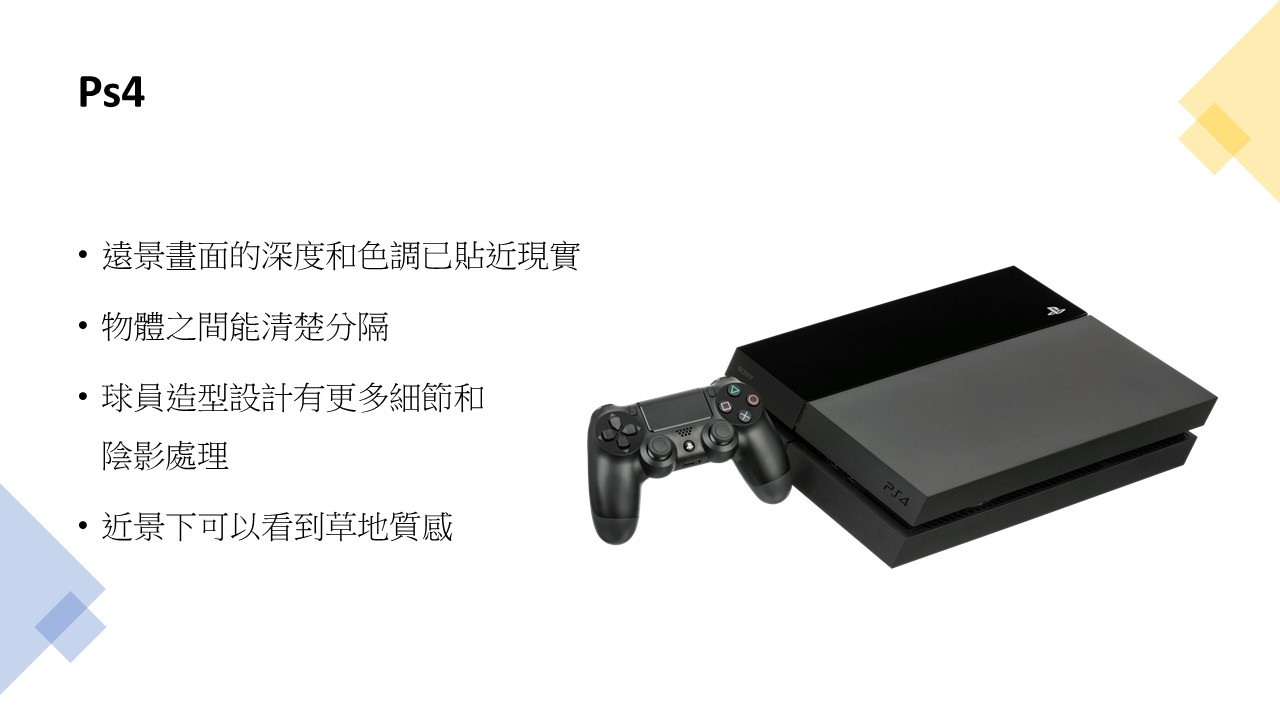 Ps4
• 遠景畫面的深度和色調已貼近現實
• 物體之間能清楚分隔
• 球員造型設計有更多細節和
陰影處理
• 近景下可以看到草地質感
SONY
PS4